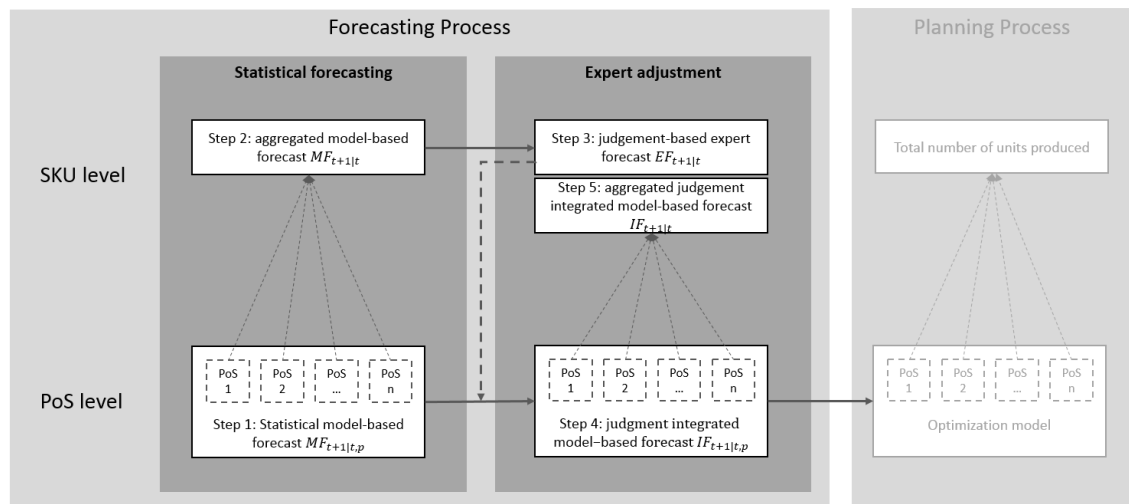 Forecasting Process
Planning Process
Statistical forecasting
Expert adjustment
SKU level
Step 2: aggregated model-based
forecast MF_{t+1|t}
Step 3: judgement-based expert
forecast EF_{t+1|t}
Step 5: aggregated judgement
integrated model-based forecast
IF_{t+1|t}
Total number of units produced
PoS level
PoS
1
PoS
2
PoS
...
PoS
n
Step 1: Statistical model-based
forecast MF_{t+1|t,p}
PoS
1
PoS
2
PoS
...
PoS
n
Step 4: judgment integrated
model–based forecast IF_{t+1|t,p}
PoS
1
PoS
2
PoS
...
PoS
n
Optimization model